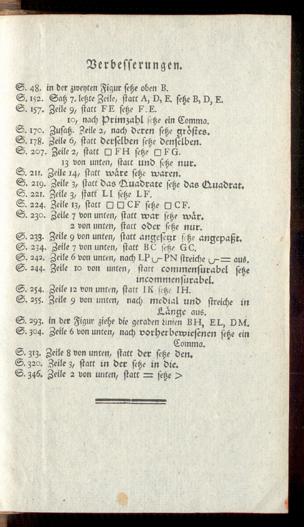 Verbesserungen.
S. 48. in der zweyten Figur setze oben B.
S. 152. Satz 7. letzte Zeile, statt A, D, E. setze B, D, E.
S. 157. Zeile 9, statt FE setze F. E.
10, nach Primzahl setze ein Comma.
S. 170. Zusatz. Zeile 2, nach deren setze größtes.
S. 178. Zeile 6, statt derselben setze denselben.
S. 207. Zeile 2, statt □ FH setze □ FG.
13 von unten, statt und setze nur.
S. 211. Zeile 14, statt wäre setze waren.
S. 219. Zeile 3, statt das Quadrate setze das Quadrat.
S. 221. Zeile 3, statt LI setze LF.
S. 224. Zeile 13, statt □ □ CF setze □ CF.
S. 230. Zeile 7 von unten, statt war setze wär.
2 von unten, statt oder setze nur.
S. 233. Zeile 9 von unten, statt angesetzt setze angepaßt.
S. 234. Zeile 7 von unten, statt BC setze GC.
S. 242. Zeile 6 von unten, nach LP ⌣ PN streiche ⌣ = aus.
S. 244. Zeile 10 von unten, statt commensurabel setze
incommensurabel.
S. 254. Zeile 12 von unten, statt IK setze IH.
S. 255. Zeile 9 von unten, nach medial und streiche in
Länge aus.
S. 293. in der Figur ziehe die geraden Linien BH, EL, DM.
S. 304. Zeile 6 von unten, nach vorherbewiesenen setze ein
Comma.
S. 313. Zeile 8 von unten, statt der setze den.
S. 320. Zeile 3, statt in der setze in die.
S. 346. Zeile 2 von unten, statt = setze >